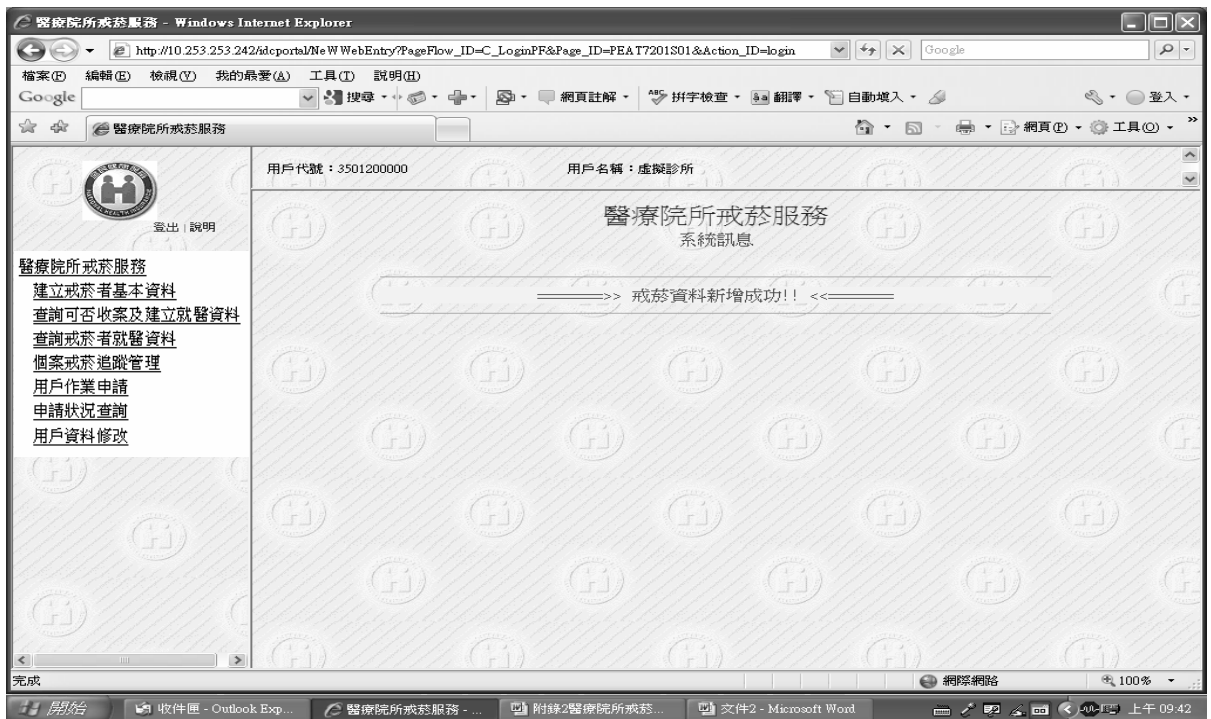 醫療院所戒菸服務 - Windows Internet Explorer
http://10.253.253.242/idcportal/NeWWebEntry?PageFlow_ID=C_LoginPF&Page_ID=PEAT7201S01&Action_ID=login
Google
檔案(F) 編輯(E) 檢視(V) 我的最愛(A) 工具(T) 說明(H)
Google 搜尋 網頁註解 拼字檢查 翻譯 自動填入 登入
醫療院所戒菸服務 網頁(P) 工具(O)
用戶代號：3501200000 用戶名稱：虛擬診所
登出 | 說明
醫療院所戒菸服務
建立戒菸者基本資料
查詢可否收案及建立就醫資料
查詢戒菸者就醫資料
個案戒菸追蹤管理
用戶作業申請
申請狀況查詢
用戶資料修改
醫療院所戒菸服務
系統訊息
═════>> 戒菸資料新增成功!! <<═════
完成 網際網路 100%
開始 收件匣 - Outlook Exp... 醫療院所戒菸服務 - ... 附錄2醫療院所戒菸... 文件2 - Microsoft Word 上午 09:42